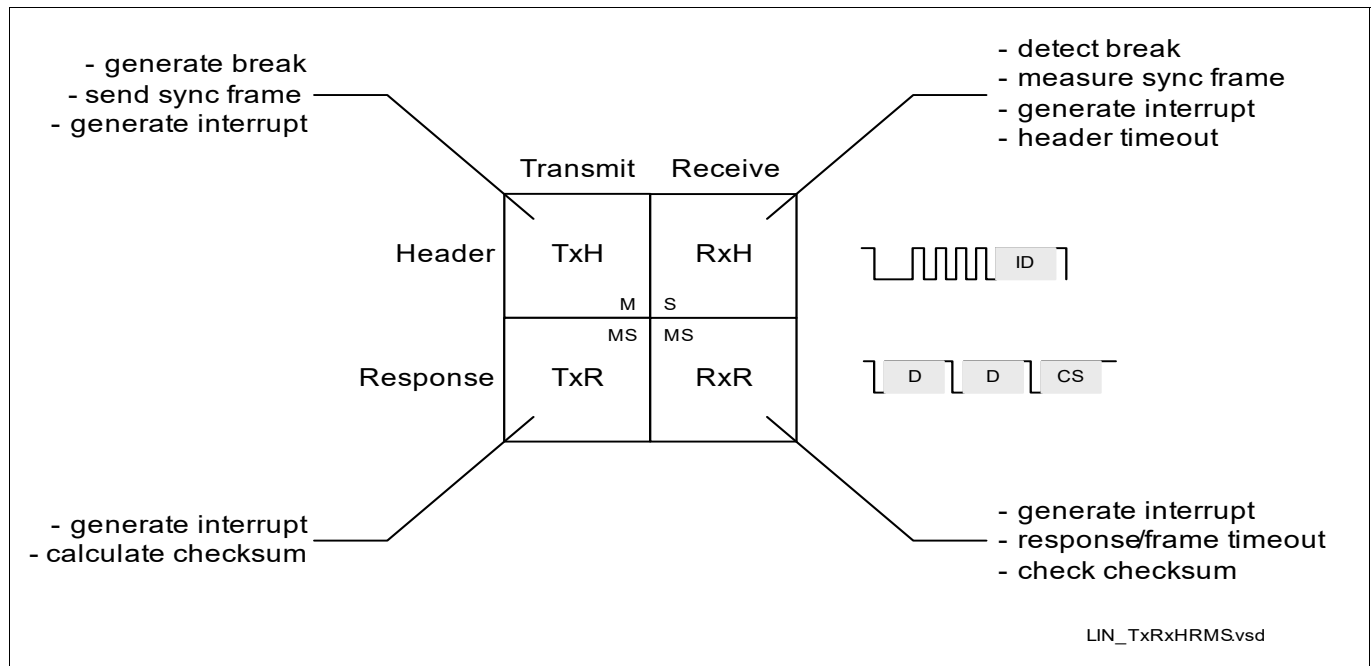 - generate break
- send sync frame
- generate interrupt
- detect break
- measure sync frame
- generate interrupt
- header timeout
Transmit
Receive
Header
TxH
RxH
M
S
ID
Response
MS
MS
TxR
RxR
D
D
CS
- generate interrupt
- calculate checksum
- generate interrupt
- response/frame timeout
- check checksum
LIN_TxRxHRMS.vsd